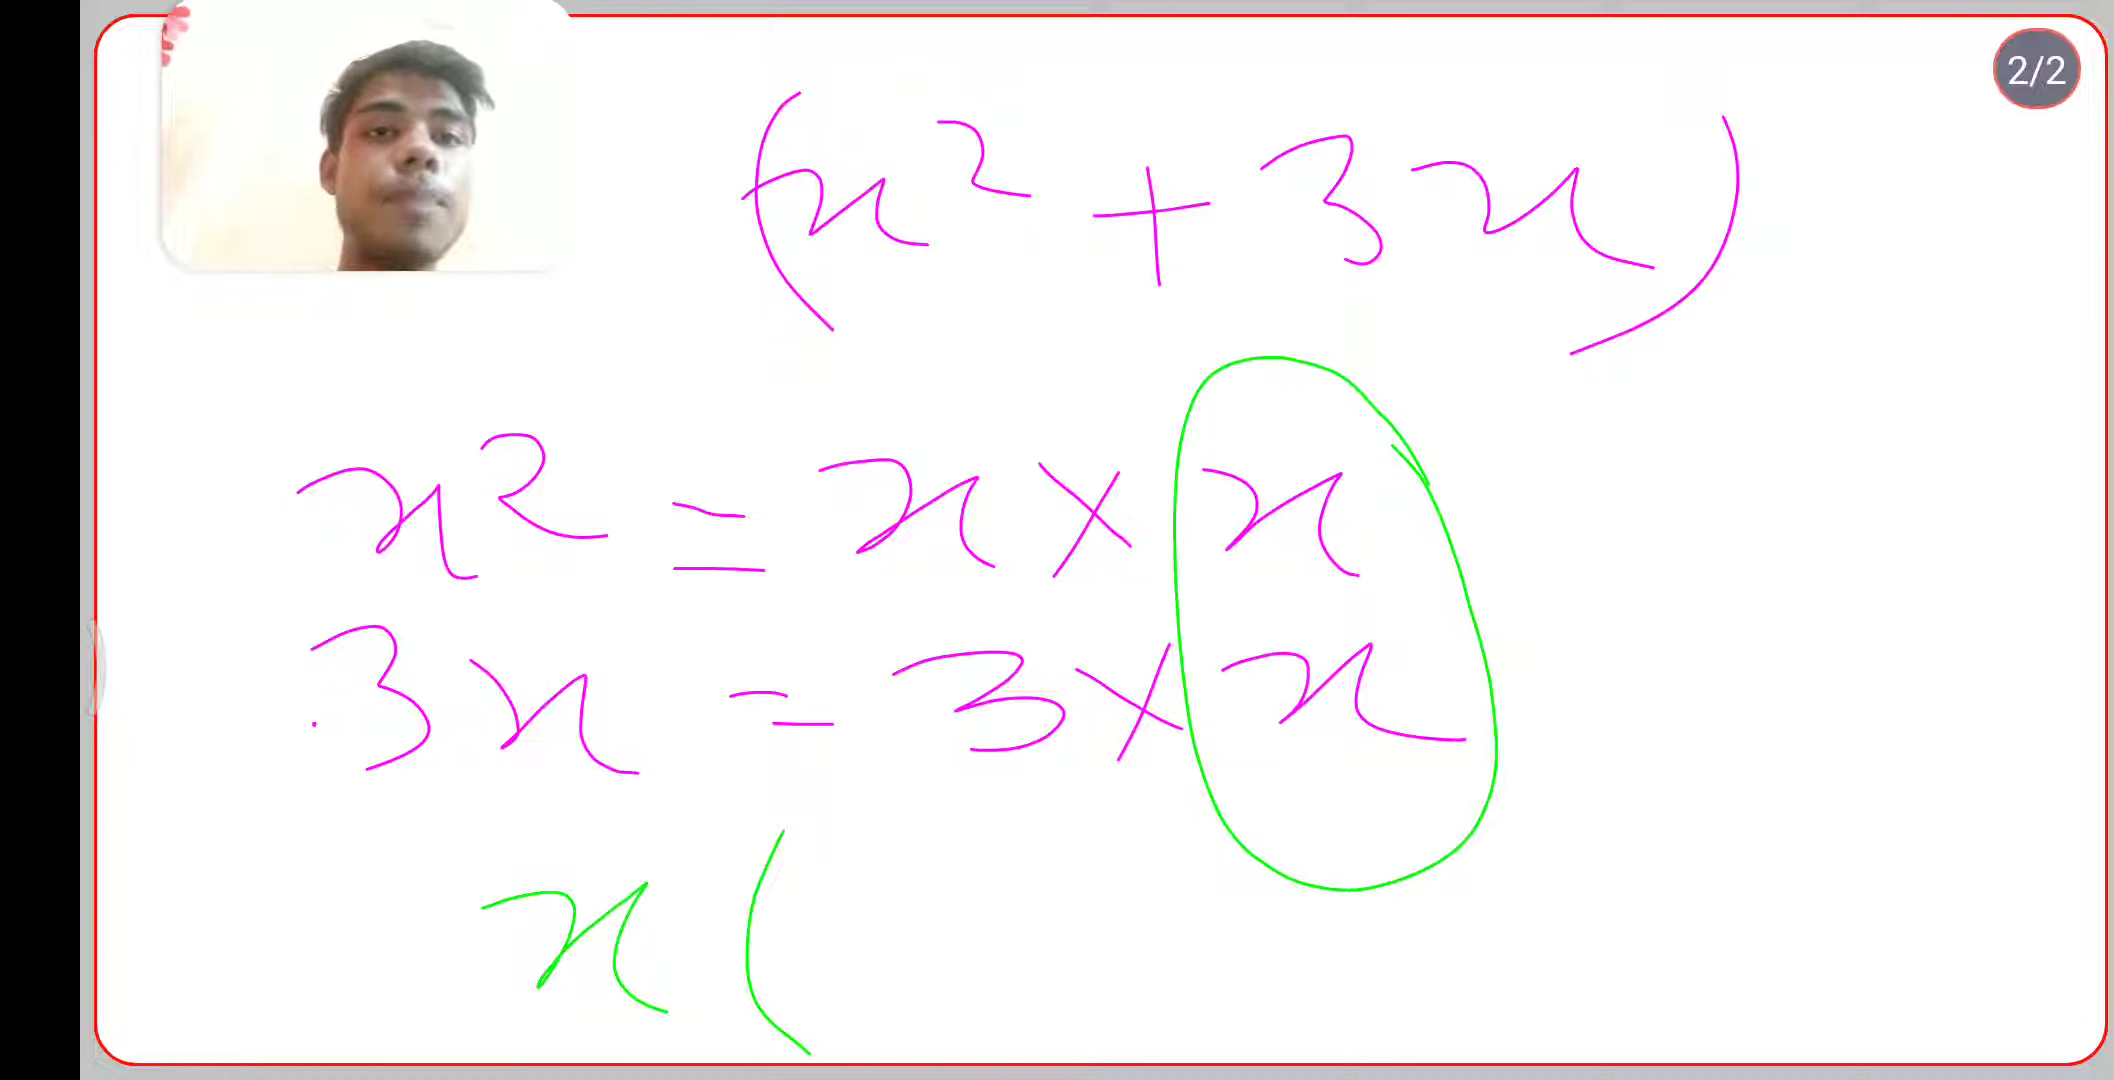 2/2
(x² + 3x)
x² = x × x
3x = 3 × x
x (